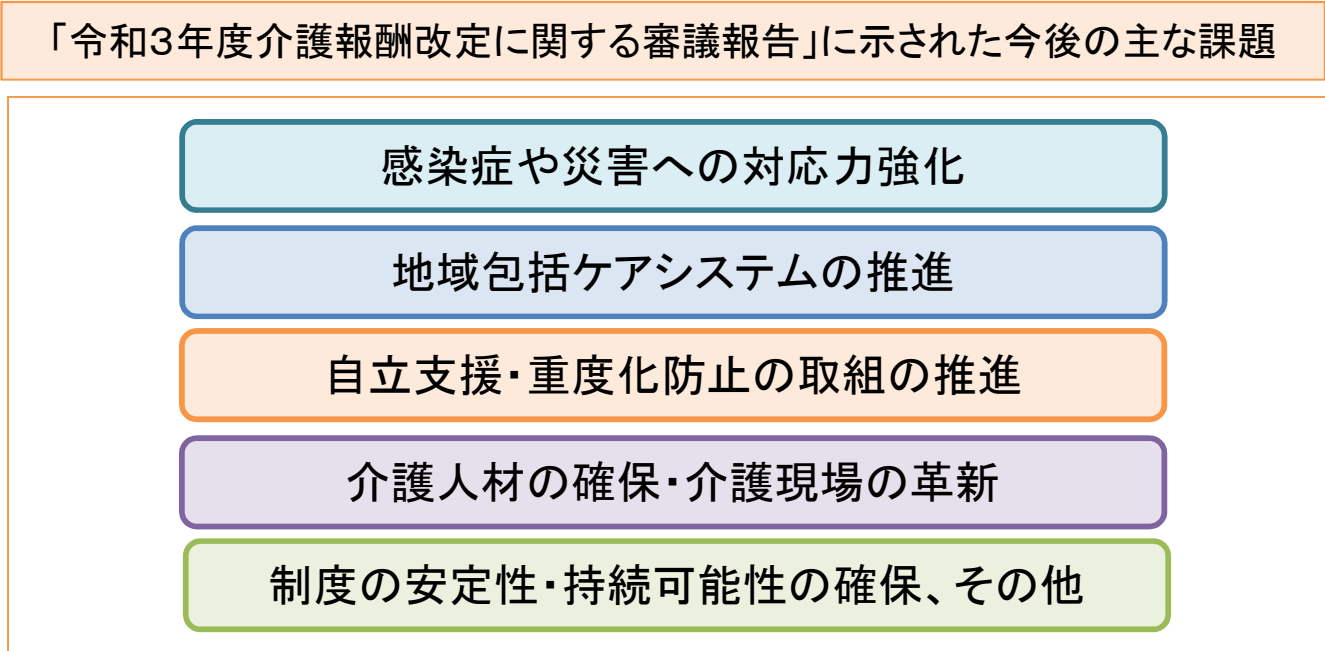 「令和3年度介護報酬改定に関する審議報告」に示された今後の主な課題
感染症や災害への対応力強化
地域包括ケアシステムの推進
自立支援・重度化防止の取組の推進
介護人材の確保・介護現場の革新
制度の安定性・持続可能性の確保、その他